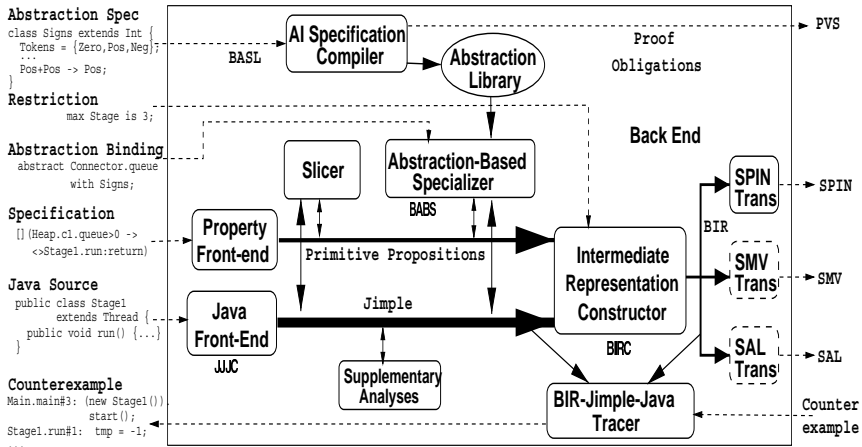 Abstraction Spec
class Signs extends Int {
Tokens = {Zero,Pos,Neg};
...
Pos+Pos -> Pos;
}
Restriction
max Stage is 3;
Abstraction Binding
abstract Connector.queue
with Signs;
Specification
[](Heap.c1.queue>0 ->
<>Stage1.run:return)
Java Source
public class Stage1
extends Thread {
public void run() {...}
}
Counterexample
Main.main#3: (new Stage1()).
start();
Stage1.run#1: tmp = -1;
...
BASL
AI Specification
Compiler
Abstraction
Library
Proof
Obligations
PVS
Back End
Slicer
Abstraction-Based
Specializer
BABS
Property
Front-end
Primitive Propositions
Java
Front-End
JJJC
Jimple
Supplementary
Analyses
Intermediate
Representation
Constructor
BIRC
BIR
SPIN
Trans
SPIN
SMV
Trans
SMV
SAL
Trans
SAL
BIR-Jimple-Java
Tracer
Counter
example